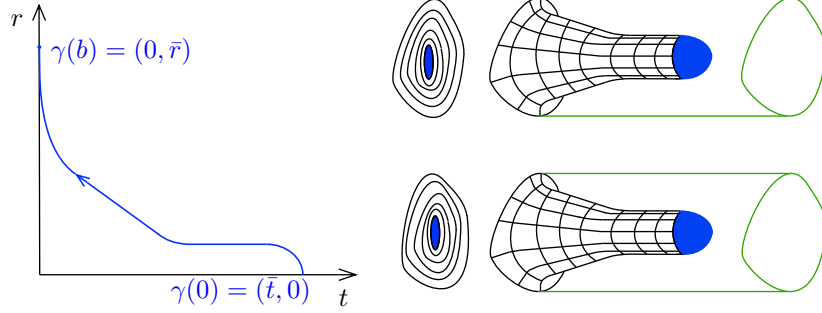 r
γ(b) = (0, r̄)
γ(0) = (t̄, 0)
t